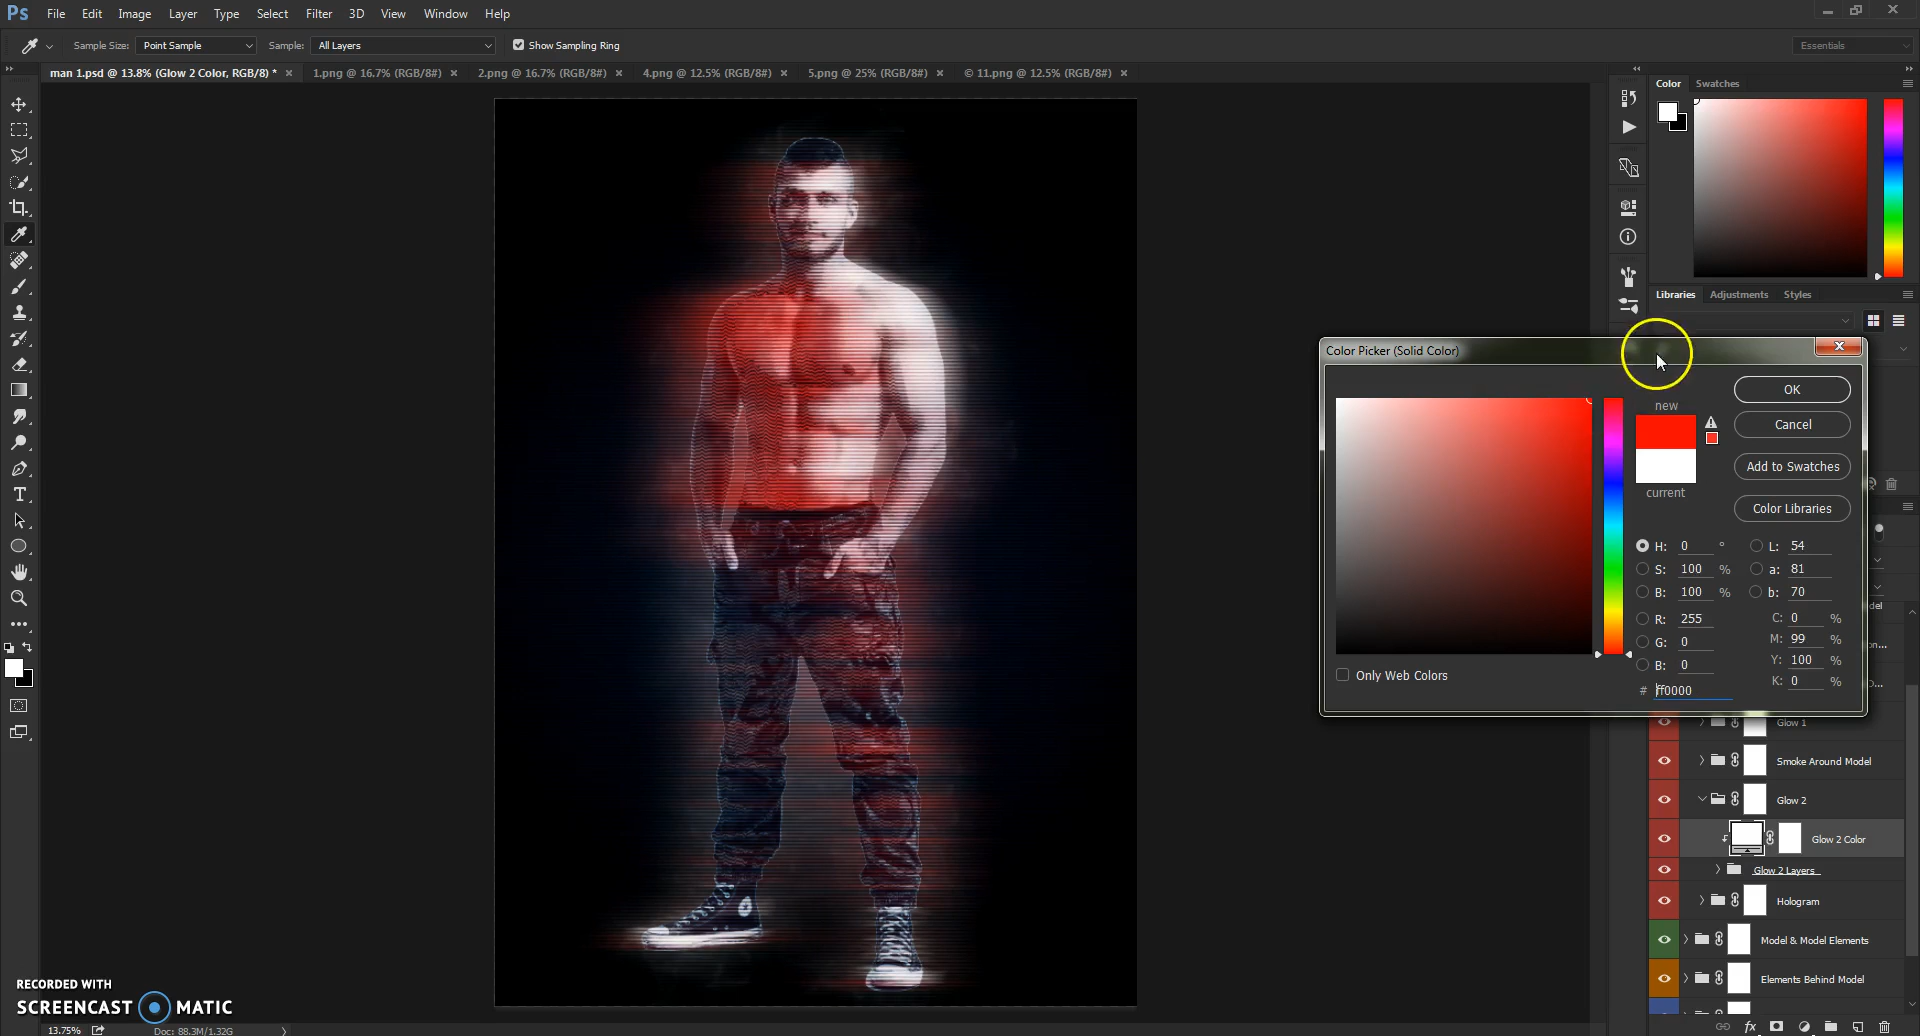 Ps File Edit Image Layer Type Select Filter 3D View Window Help
Sample Size: Point Sample Sample: All Layers Show Sampling Ring Essentials
man 1.psd @ 13.8% (Glow 2 Color, RGB/8) * × 1.png @ 16.7% (RGB/8#) × 2.png @ 16.7% (RGB/8#) × 4.png @ 12.5% (RGB/8#) × 5.png @ 25% (RGB/8#) × © 11.png @ 12.5% (RGB/8#) ×
Color Swatches
Libraries Adjustments Styles
Color Picker (Solid Color)
OK
new
Cancel
Add to Swatches
current
Color Libraries
H: 0 ° L: 54
S: 100 % a: 81
B: 100 % b: 70
R: 255 C: 0 %
G: 0 M: 99 %
B: 0 Y: 100 %
K: 0 %
Only Web Colors
# ff0000
Glow 1
Smoke Around Model
Glow 2
Glow 2 Color
Glow 2 Layers
Hologram
Model & Model Elements
Elements Behind Model
RECORDED WITH
SCREENCAST MATIC
13.75% Doc: 88.3M/1.32G
fx